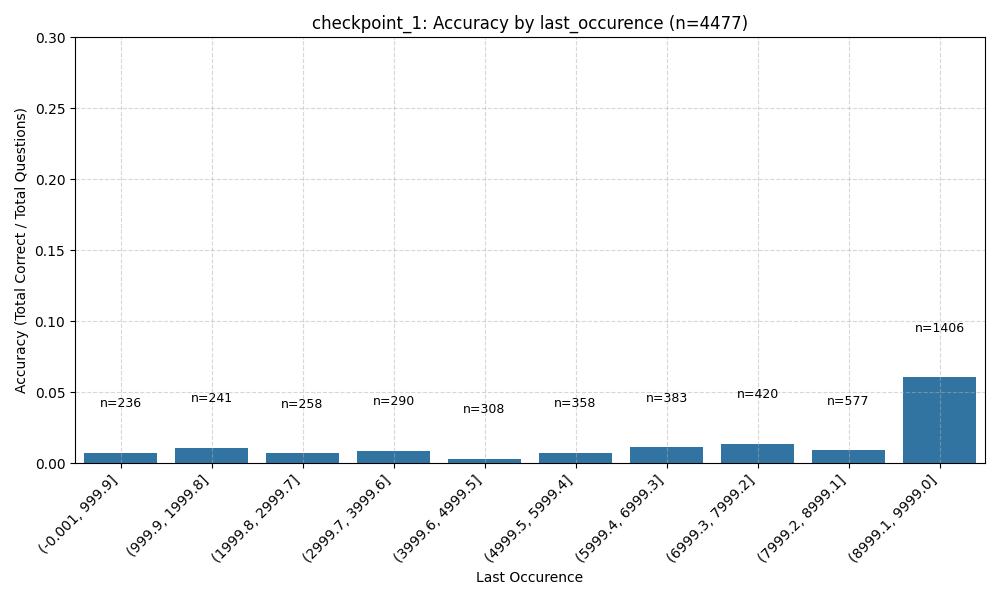 checkpoint_1: Accuracy by last_occurence (n=4477)
Accuracy (Total Correct / Total Questions)
0.30
0.25
0.20
0.15
0.10
0.05
0.00
n=236
n=241
n=258
n=290
n=308
n=358
n=383
n=420
n=577
n=1406
(-0.001, 999.9]
(999.9, 1999.8]
(1999.8, 2999.7]
(2999.7, 3999.6]
(3999.6, 4999.5]
(4999.5, 5999.4]
(5999.4, 6999.3]
(6999.3, 7999.2]
(7999.2, 8999.1]
(8999.1, 9999.0]
Last Occurence